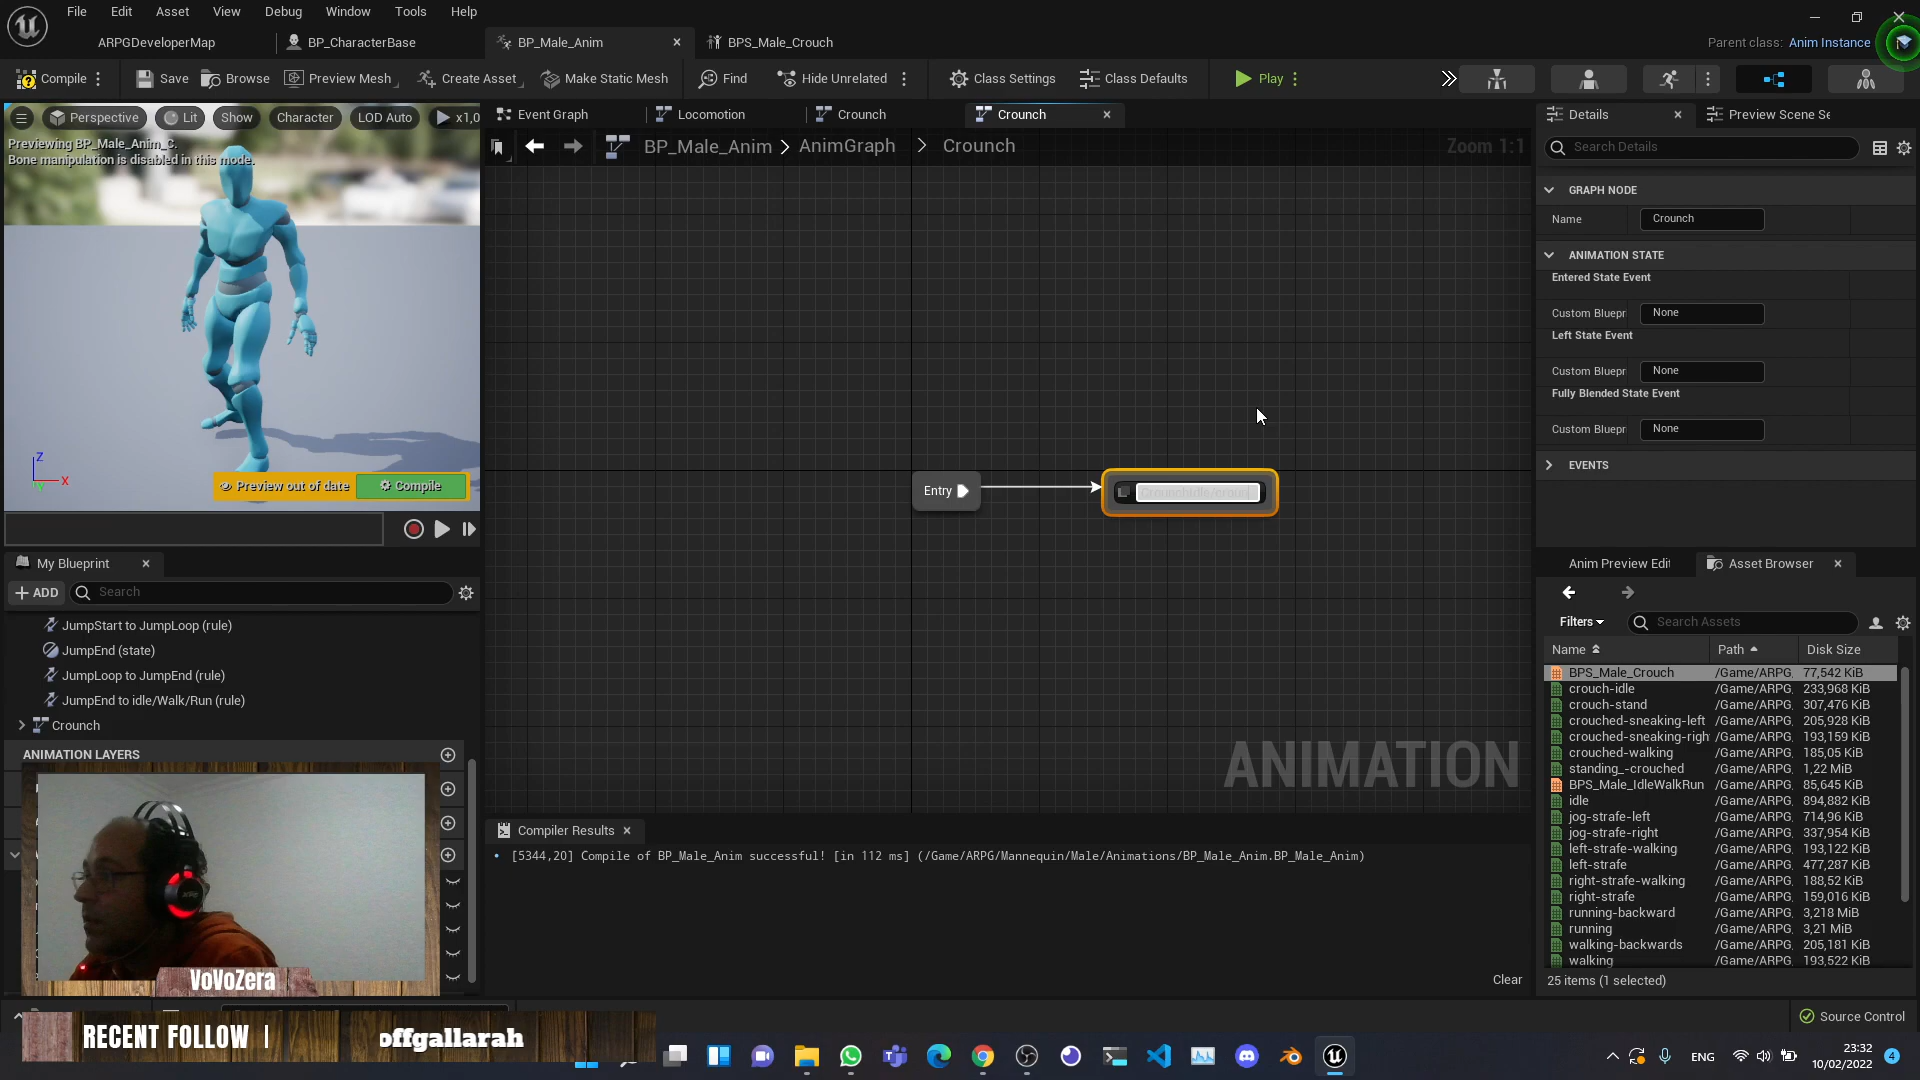 File Edit Asset View Debug Window Tools Help
ARPGDeveloperMap BP_CharacterBase BP_Male_Anim BPS_Male_Crouch Parent class: Anim Instance
Compile Save Browse Preview Mesh Create Asset Make Static Mesh Find Hide Unrelated Class Settings Class Defaults Play
Perspective Lit Show Character LOD Auto x1,0
Event Graph Locomotion Crounch Crounch
Details Preview Scene Se
Previewing BP_Male_Anim_C.
Bone manipulation is disabled in this mode.
BP_Male_Anim > AnimGraph > Crounch Zoom 1:1
Search Details
GRAPH NODE
Name Crounch
ANIMATION STATE
Entered State Event
Custom Bluepr None
Left State Event
Custom Bluepr None
Fully Blended State Event
Custom Bluepr None
EVENTS
Z
X
Preview out of date Compile
Entry
ANIMATION
My Blueprint
ADD Search
JumpStart to JumpLoop (rule)
JumpEnd (state)
JumpLoop to JumpEnd (rule)
JumpEnd to idle/Walk/Run (rule)
Crounch
ANIMATION LAYERS
Compiler Results
[5344,20] Compile of BP_Male_Anim successful! [in 112 ms] (/Game/ARPG/Mannequin/Male/Animations/BP_Male_Anim.BP_Male_Anim)
Clear
Anim Preview Edit Asset Browser
Filters Search Assets
Name Path Disk Size
BPS_Male_Crouch /Game/ARPG, 77,542 KiB
crouch-idle /Game/ARPG, 233,968 KiB
crouch-stand /Game/ARPG, 307,476 KiB
crouched-sneaking-left /Game/ARPG, 205,928 KiB
crouched-sneaking-righ /Game/ARPG, 193,159 KiB
crouched-walking /Game/ARPG, 185,05 KiB
standing_-crouched /Game/ARPG, 1,22 MiB
BPS_Male_IdleWalkRun /Game/ARPG, 85,645 KiB
idle /Game/ARPG, 894,882 KiB
jog-strafe-left /Game/ARPG, 714,96 KiB
jog-strafe-right /Game/ARPG, 337,954 KiB
left-strafe-walking /Game/ARPG, 193,122 KiB
left-strafe /Game/ARPG, 477,287 KiB
right-strafe-walking /Game/ARPG, 188,52 KiB
right-strafe /Game/ARPG, 159,016 KiB
running-backward /Game/ARPG, 3,218 MiB
running /Game/ARPG, 3,21 MiB
walking-backwards /Game/ARPG, 205,181 KiB
walking /Game/ARPG, 193,522 KiB
25 items (1 selected)
Source Control
VoVoZera
RECENT FOLLOW | offgallarah
ENG 23:32
10/02/2022 4